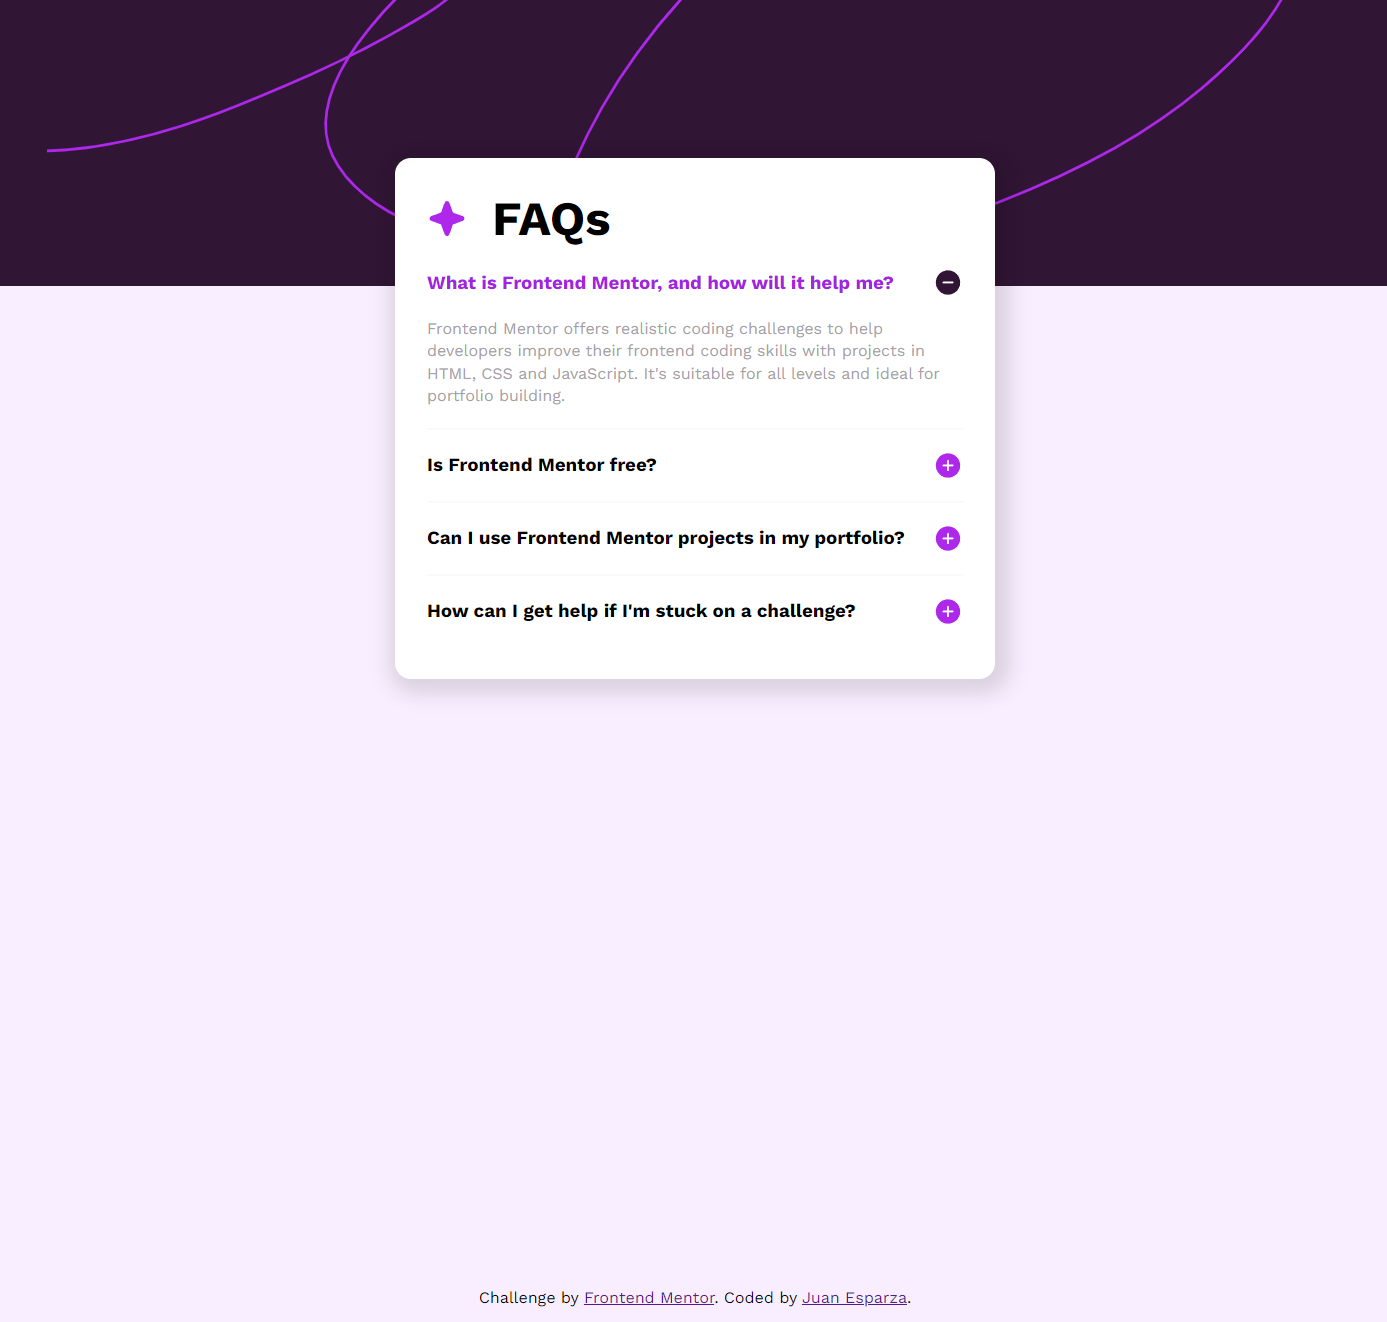 FAQs
What is Frontend Mentor, and how will it help me?
Frontend Mentor offers realistic coding challenges to help
developers improve their frontend coding skills with projects in
HTML, CSS and JavaScript. It's suitable for all levels and ideal for
portfolio building.
Is Frontend Mentor free?
Can I use Frontend Mentor projects in my portfolio?
How can I get help if I'm stuck on a challenge?
Challenge by Frontend Mentor. Coded by Juan Esparza.